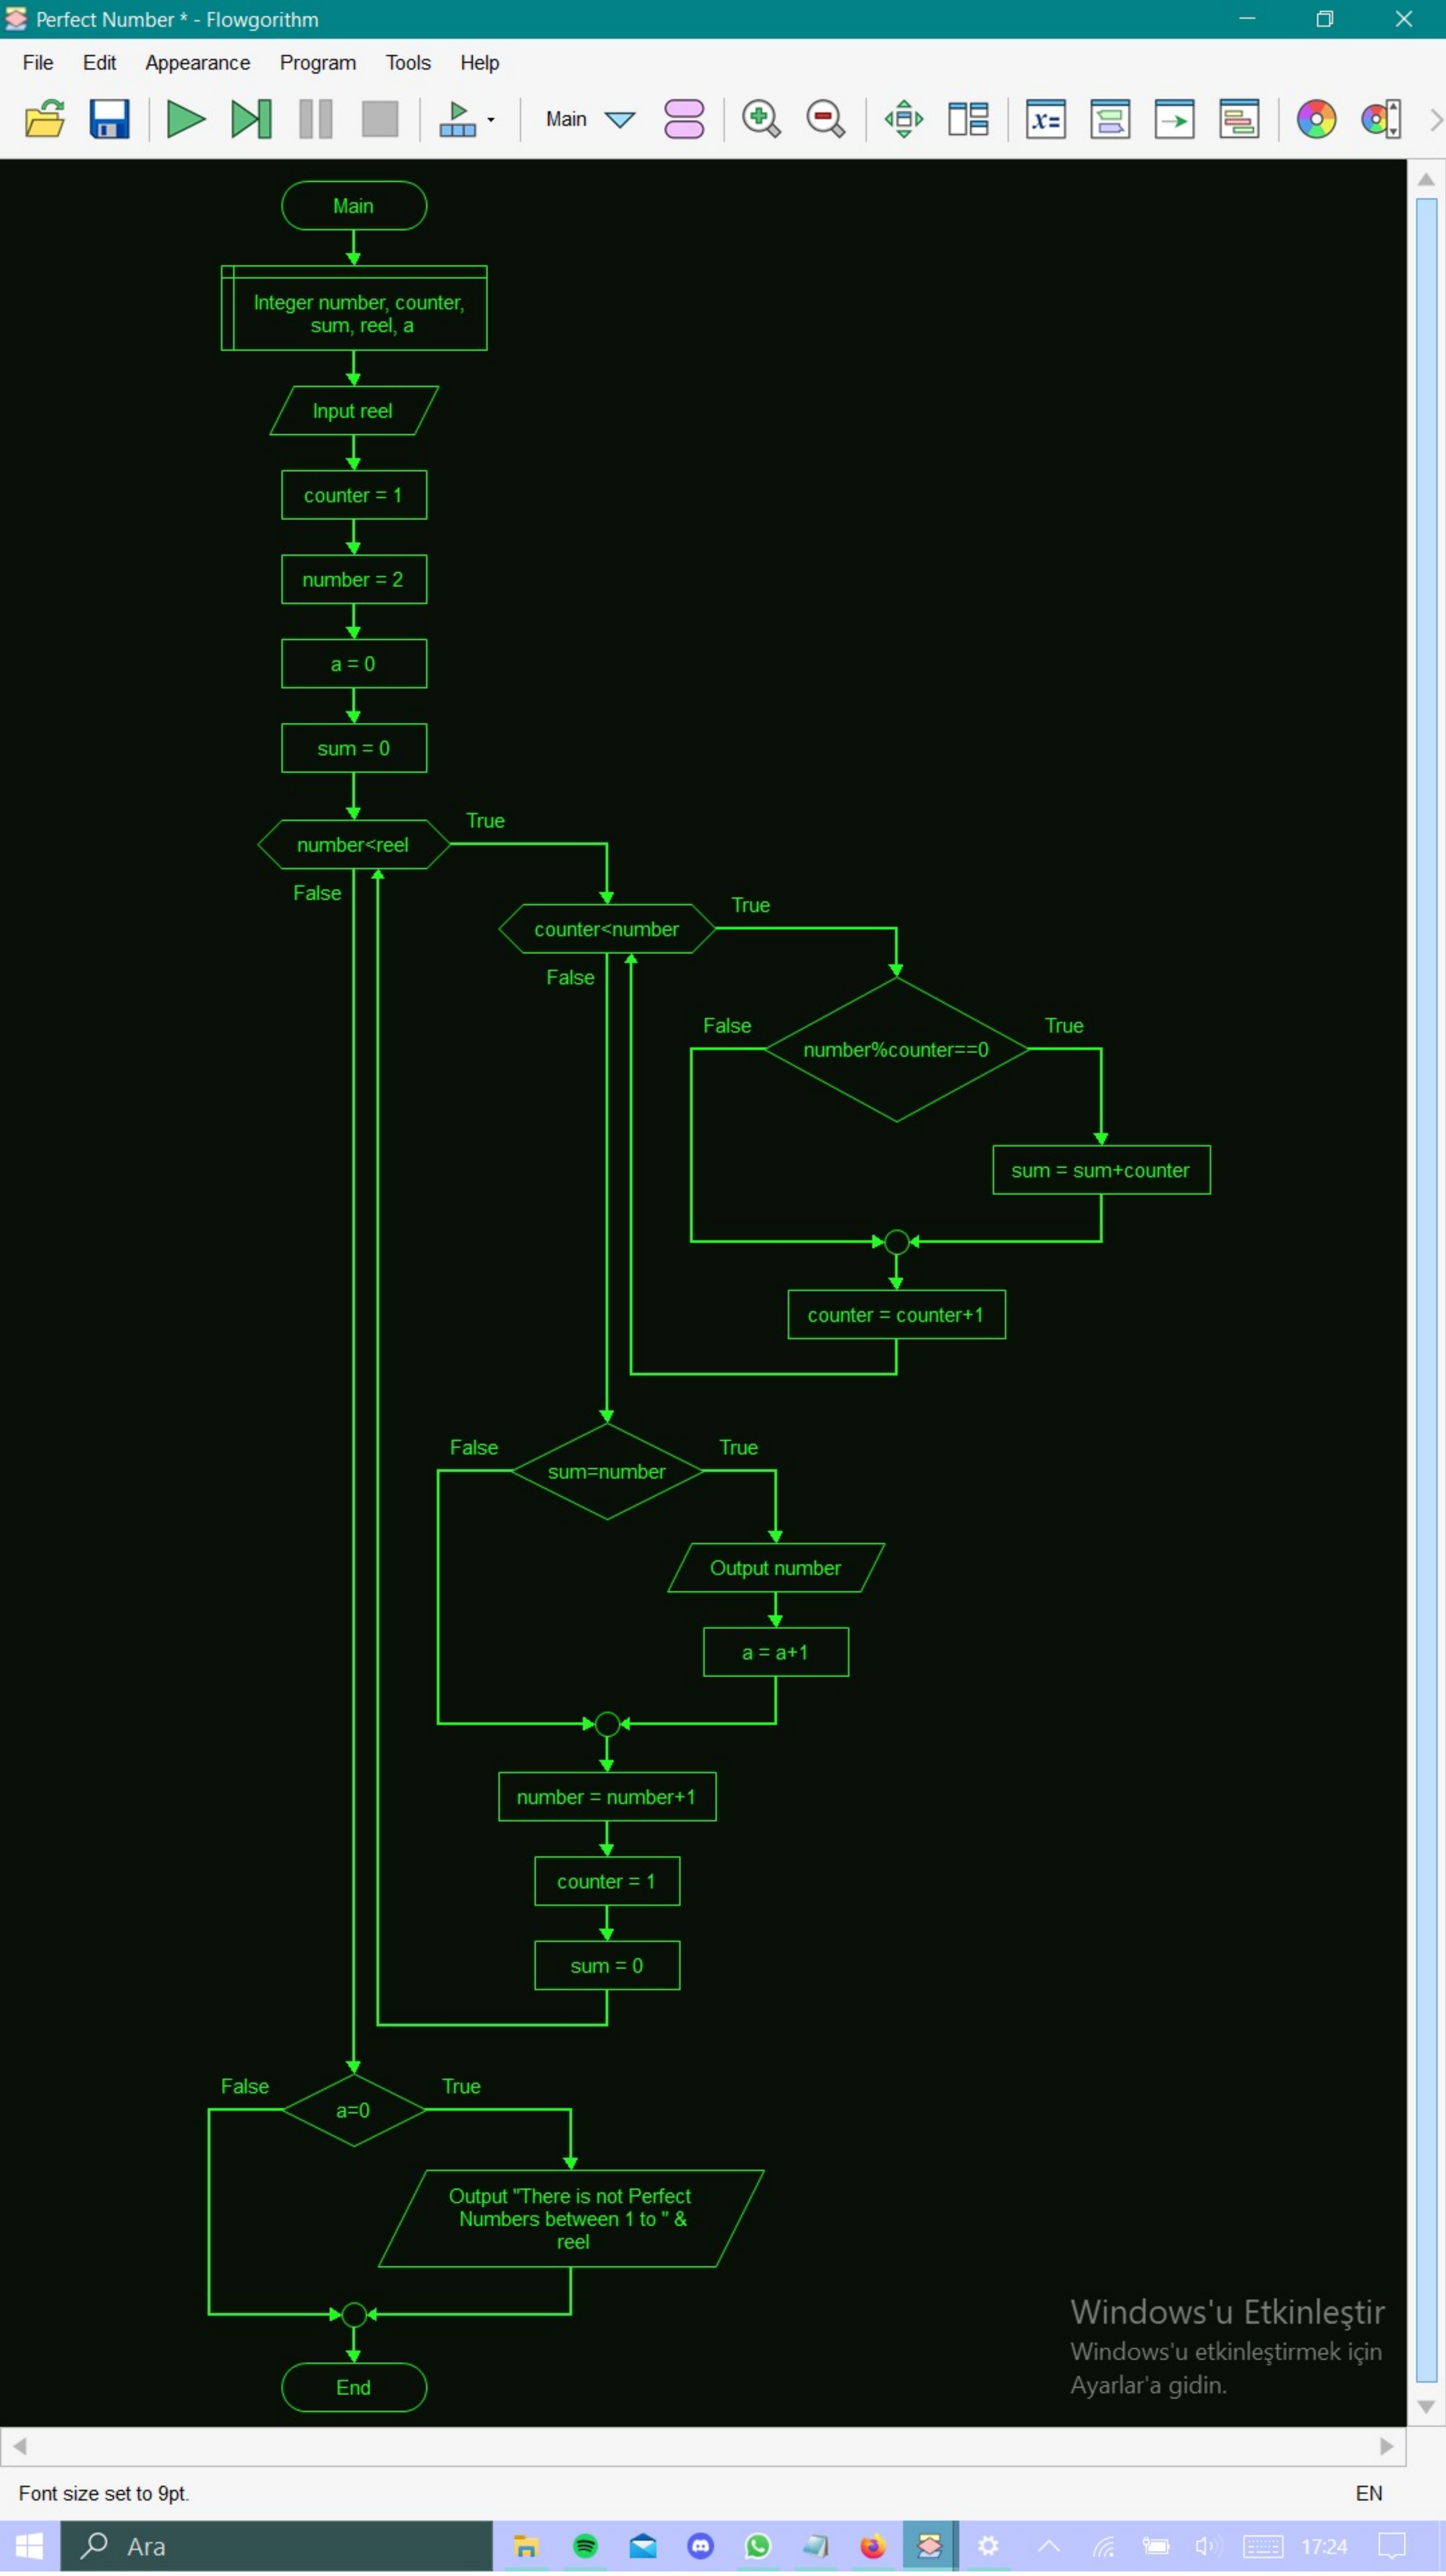 Perfect Number * - Flowgorithm
File Edit Appearance Program Tools Help
Main
x=
Main
Integer number, counter,
sum, reel, a
Input reel
counter = 1
number = 2
a = 0
sum = 0
number<reel
True
False
counter<number
True
False
number%counter==0
False
True
sum = sum+counter
counter = counter+1
sum=number
False
True
Output number
a = a+1
number = number+1
counter = 1
sum = 0
a=0
False
True
Output "There is not Perfect
Numbers between 1 to " &
reel
End
Windows'u Etkinleştir
Windows'u etkinleştirmek için
Ayarlar'a gidin.
Font size set to 9pt.
EN
Ara
17:24